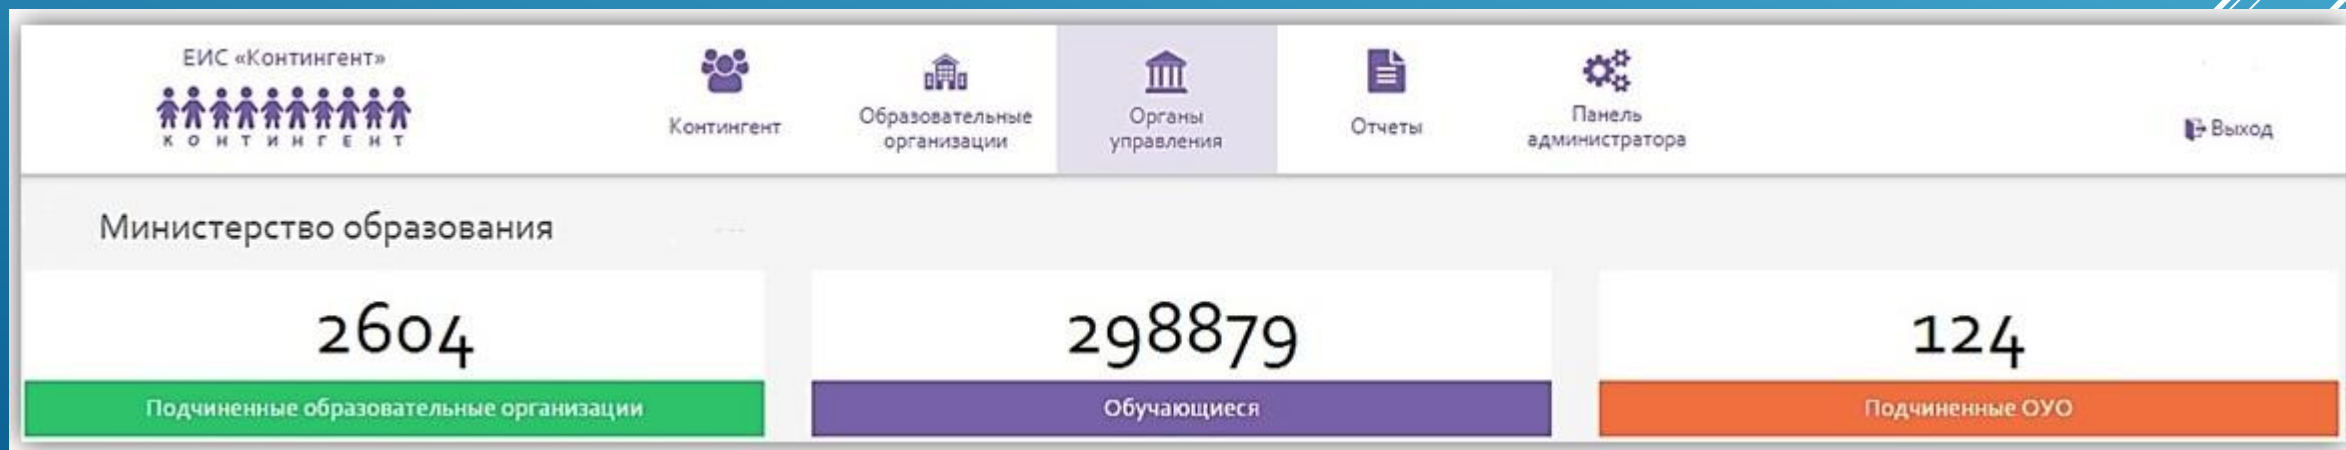 ЕИС «Контингент»
КОНТИНГЕНТ
Контингент
Образовательные
организации
Органы
управления
Отчеты
Панель
администратора
Выход
Министерство образования
2604
Подчиненные образовательные организации
298879
Обучающиеся
124
Подчиненные ОУО